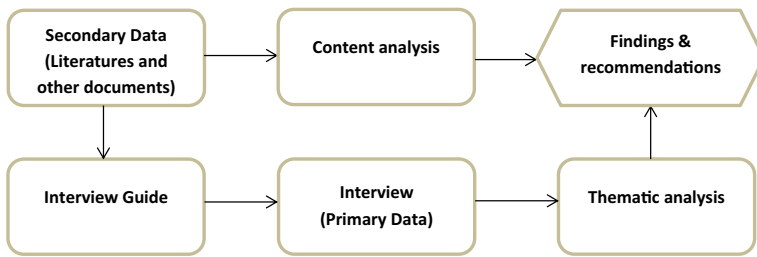 Secondary Data
(Literatures and
other documents)
Content analysis
Findings &
recommendations
Interview Guide
Interview
(Primary Data)
Thematic analysis